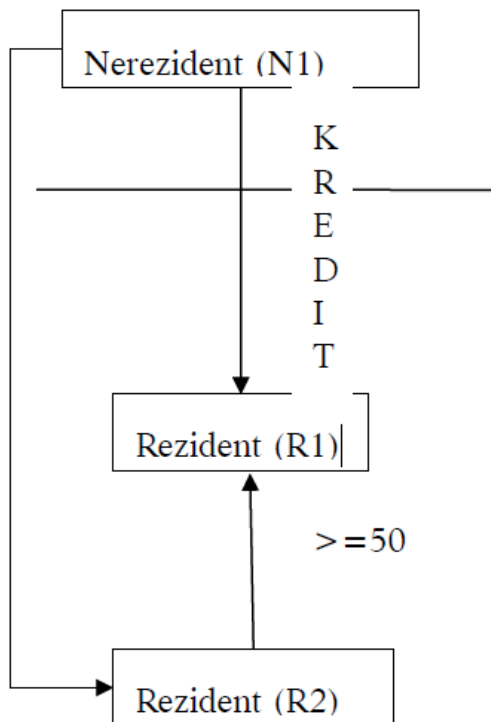 Nerezident (N1)
K
R
E
D
I
T
Rezident (R1)
>=50
Rezident (R2)